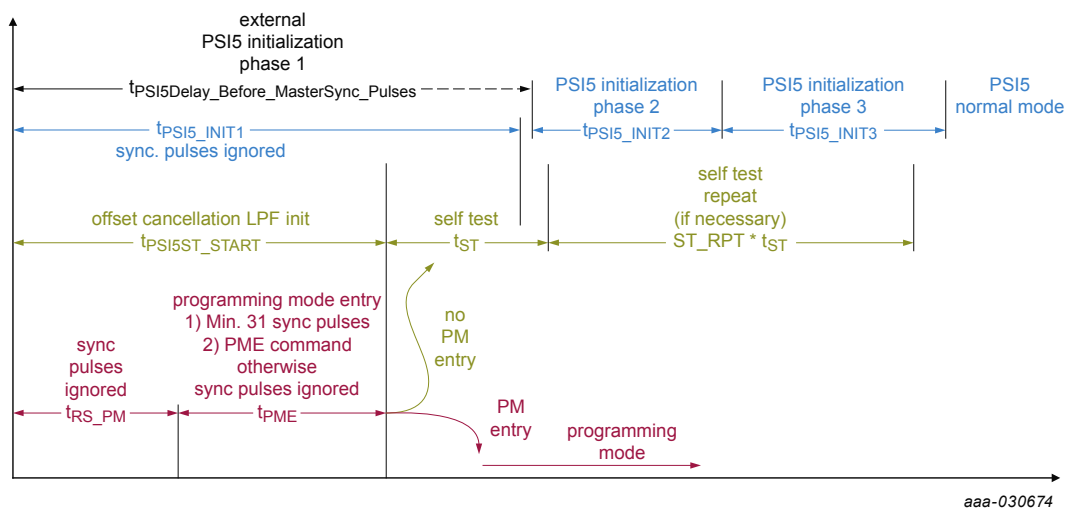 external
PSI5 initialization
phase 1
tPSI5Delay_Before_MasterSync_Pulses
PSI5 initialization
phase 2
tPSI5_INIT2
PSI5 initialization
phase 3
tPSI5_INIT3
PSI5
normal mode
tPSI5_INIT1
sync. pulses ignored
offset cancellation LPF init
tPSI5ST_START
self test
tST
self test
repeat
(if necessary)
ST_RPT * tST
sync
pulses
ignored
tRS_PM
programming mode entry
1) Min. 31 sync pulses
2) PME command
otherwise
sync pulses ignored
tPME
no
PM
entry
PM
entry
programming
mode
aaa-030674